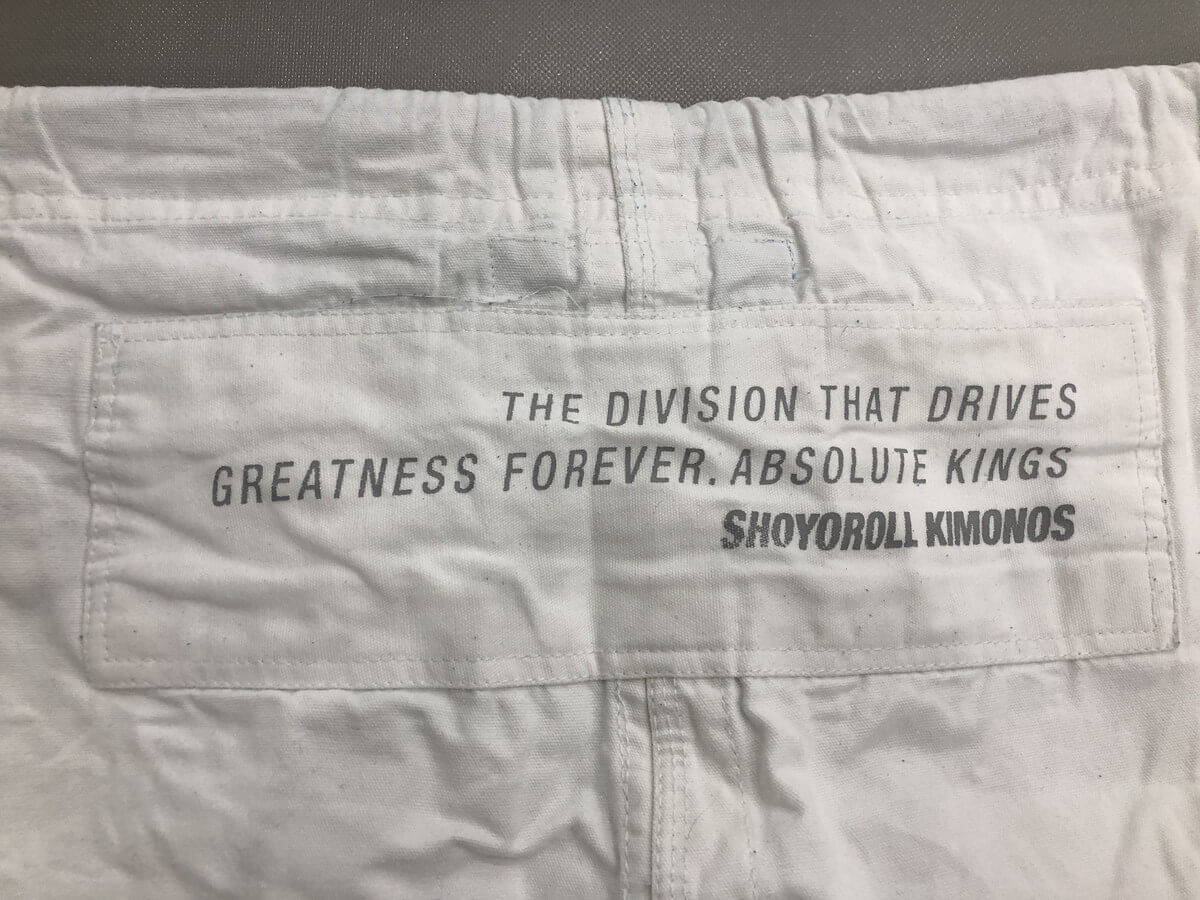 THE DIVISION THAT DRIVES
GREATNESS FOREVER. ABSOLUTE KINGS
SHOYOROLL KIMONOS